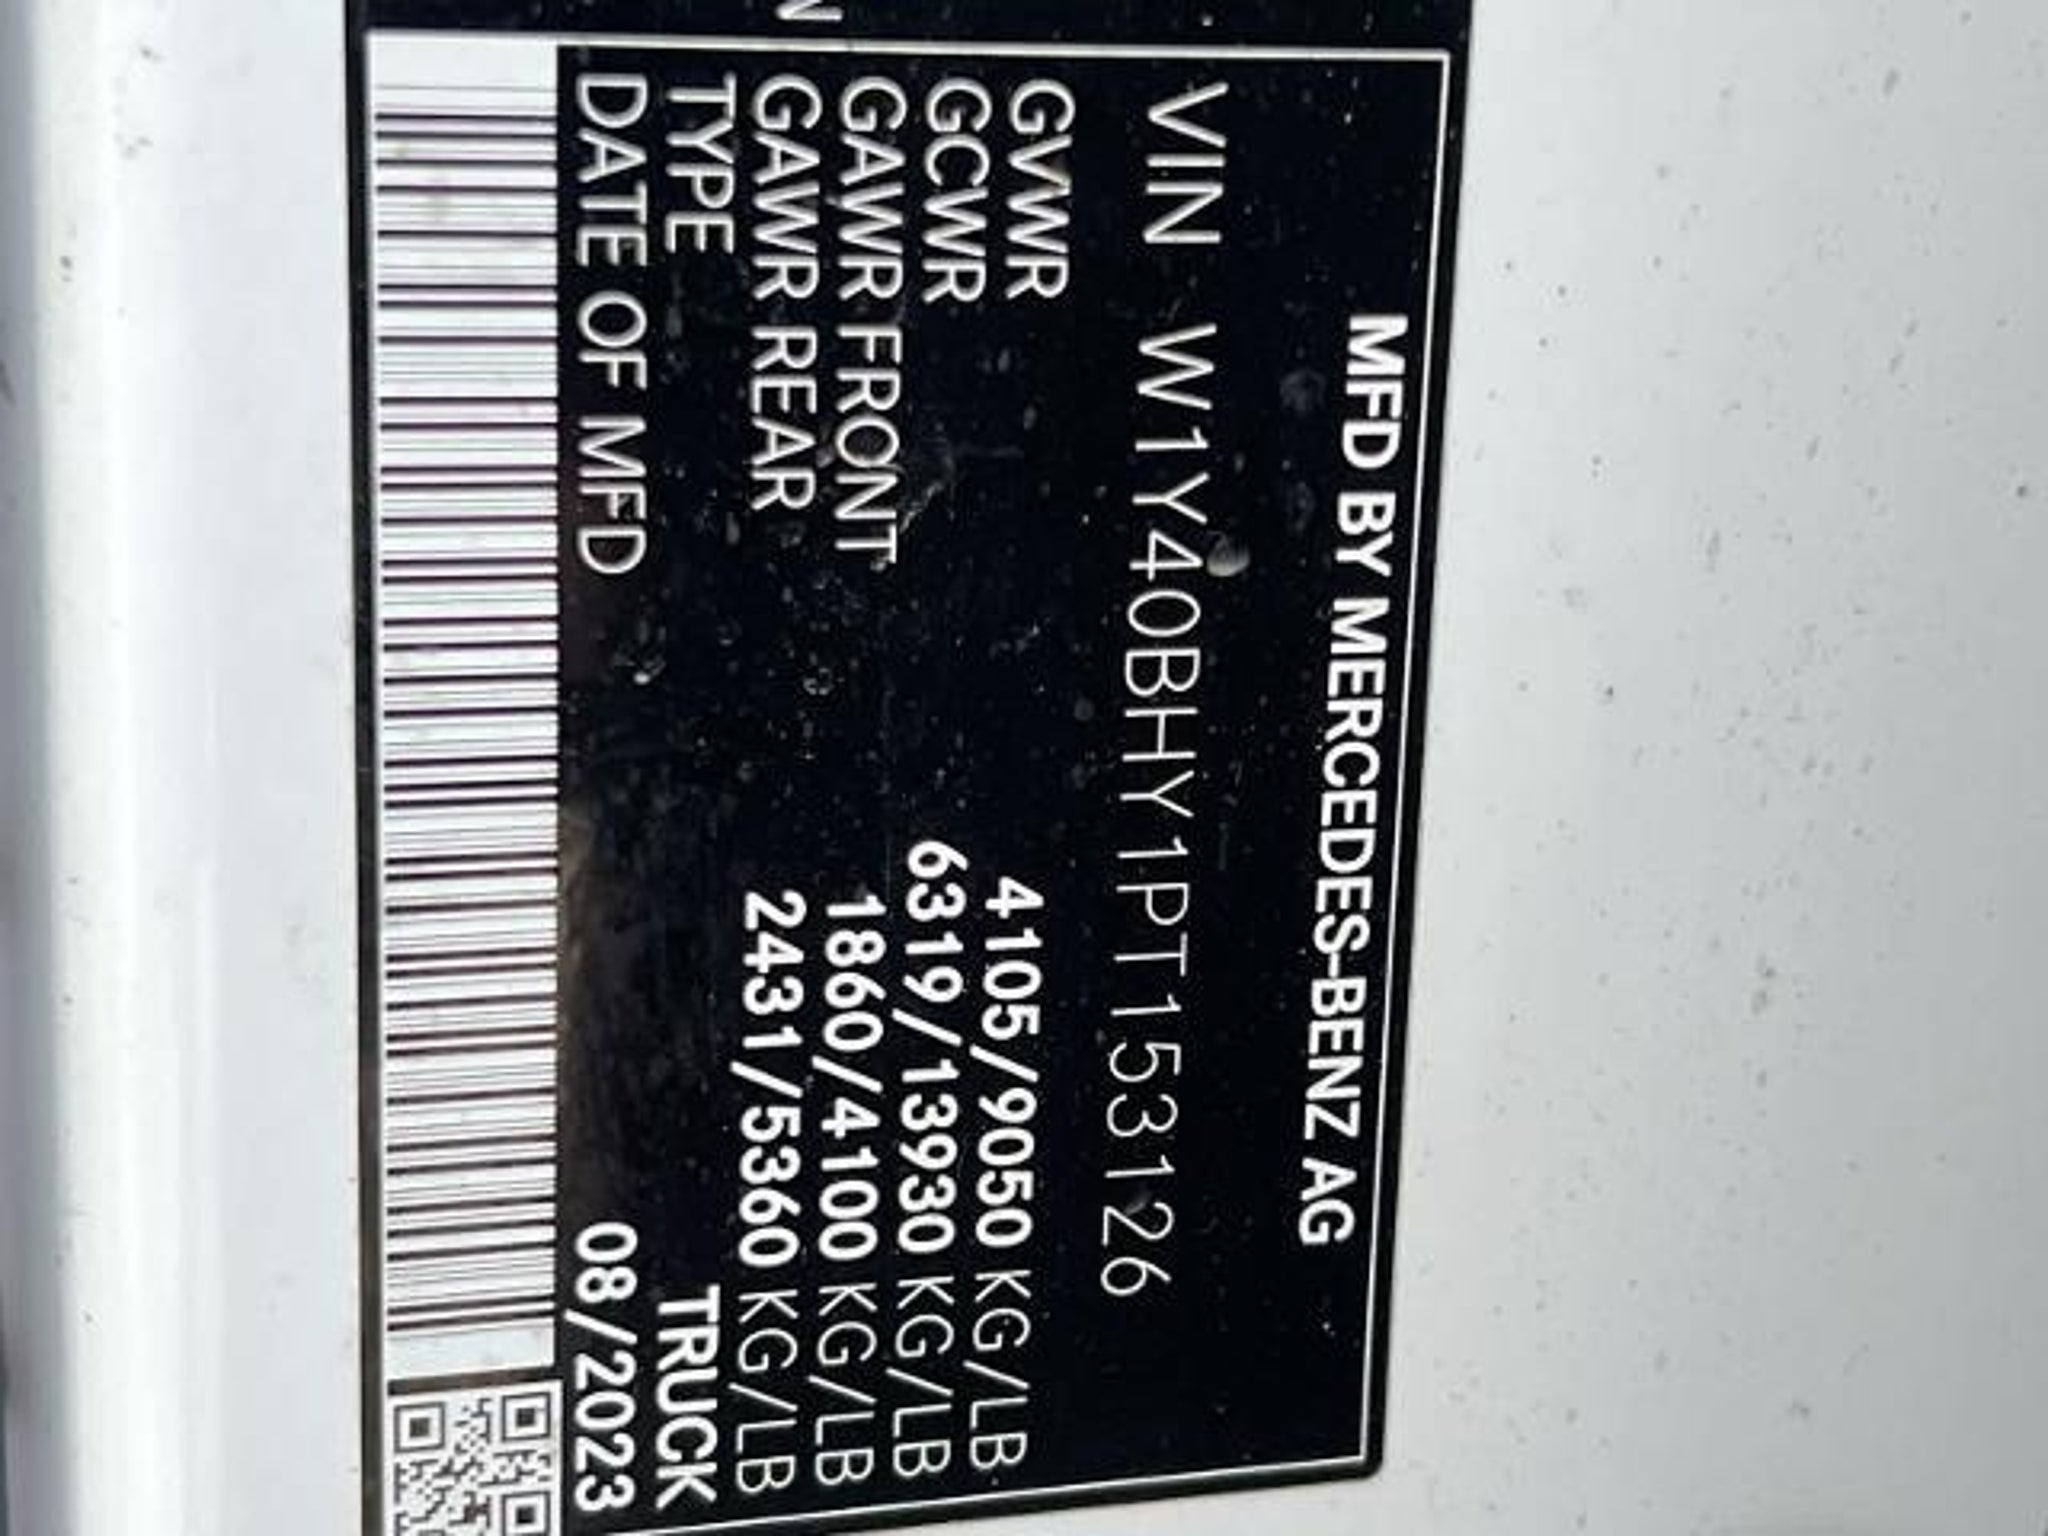 MFD BY MERCEDES-BENZ AG
VIN W1Y40BHY1PT153126
GVWR 4105/9050 KG/LB
GCWR 6319/13930 KG/LB
GAWR FRONT 1860/4100 KG/LB
GAWR REAR 2431/5360 KG/LB
TYPE TRUCK
DATE OF MFD 08/2023